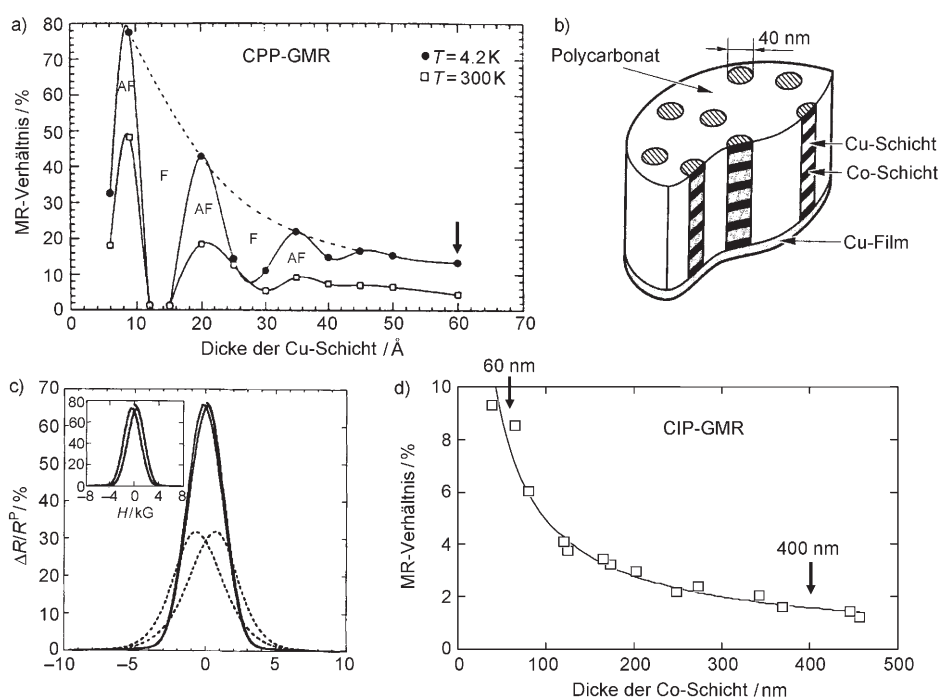 a)
80
70
60
50
40
30
20
10
0
MR-Verhältnis / %
CPP-GMR
● T = 4.2 K
□ T = 300 K
AF
F
AF
F
AF
0 10 20 30 40 50 60 70
Dicke der Cu-Schicht / Å
b)
40 nm
Polycarbonat
Cu-Schicht
Co-Schicht
Cu-Film
c)
70
60
50
40
30
20
10
0
ΔR/R^P / %
80
60
40
20
0
−8 −4 0 4 8
H / kG
−10 −5 0 5 10
d)
10
8
6
4
2
0
MR-Verhältnis / %
60 nm
CIP-GMR
400 nm
0 100 200 300 400 500
Dicke der Co-Schicht / nm